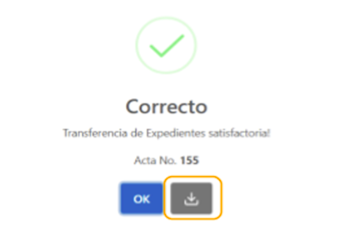 Correcto
Transferencia de Expedientes satisfactoria!
Acta No. 155
OK